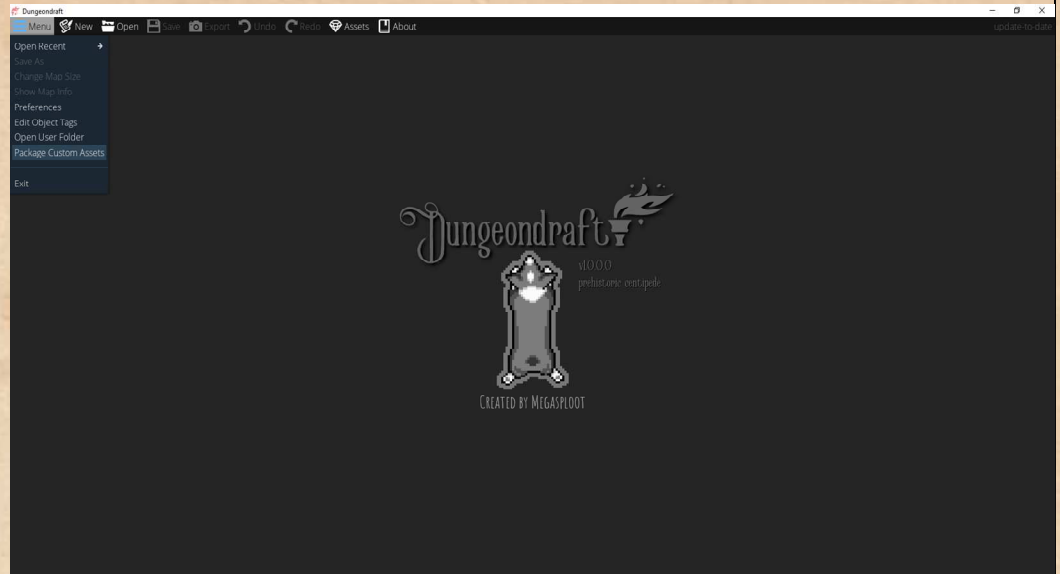 Dungeondraft
Menu New Open Save Export Undo Redo Assets About update-to-date
Open Recent
Save As
Change Map Size
Show Map Info
Preferences
Edit Object Tags
Open User Folder
Package Custom Assets
Exit
Dungeondraft
v1.0.0.0
prehistoric centapede
Created by Megasploot